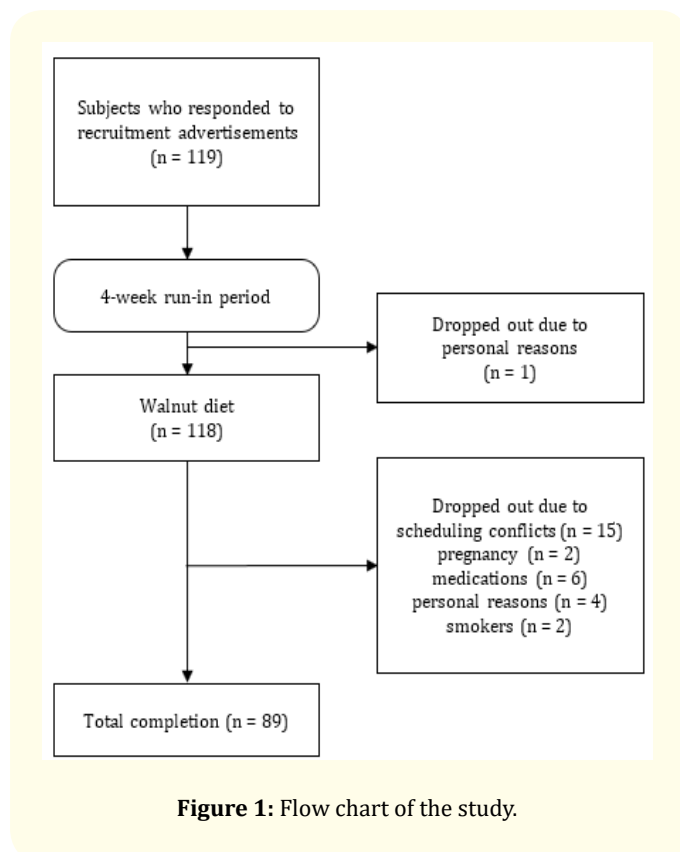 Subjects who responded to
recruitment advertisements
(n = 119)
4-week run-in period
Dropped out due to
personal reasons
(n = 1)
Walnut diet
(n = 118)
Dropped out due to
scheduling conflicts (n = 15)
pregnancy (n = 2)
medications (n = 6)
personal reasons (n = 4)
smokers (n = 2)
Total completion (n = 89)
Figure 1: Flow chart of the study.